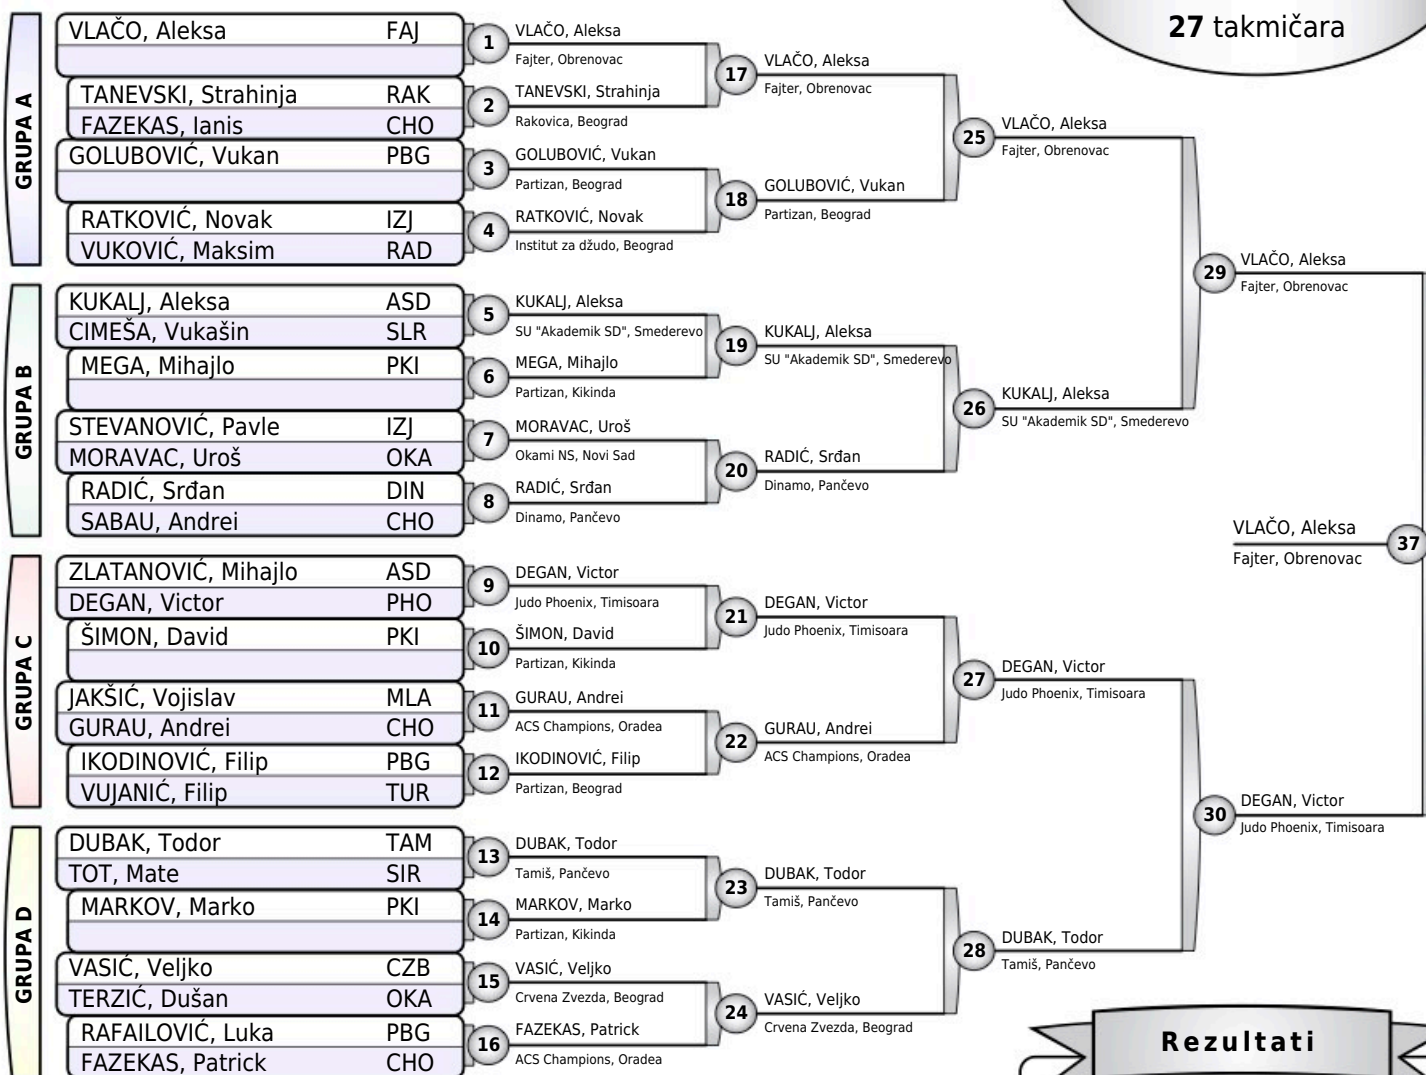 27 takmičara
GRUPA A
VLAČO, Aleksa FAJ
TANEVSKI, Strahinja RAK
FAZEKAS, Ianis CHO
GOLUBOVIĆ, Vukan PBG
RATKOVIĆ, Novak IZJ
VUKOVIĆ, Maksim RAD
GRUPA B
KUKALJ, Aleksa ASD
CIMEŠA, Vukašin SLR
MEGA, Mihajlo PKI
STEVANOVIĆ, Pavle IZJ
MORAVAC, Uroš OKA
RADIĆ, Srđan DIN
SABAU, Andrei CHO
GRUPA C
ZLATANOVIĆ, Mihajlo ASD
DEGAN, Victor PHO
ŠIMON, David PKI
JAKŠIĆ, Vojislav MLA
GURAU, Andrei CHO
IKODINOVIĆ, Filip PBG
VUJANIĆ, Filip TUR
GRUPA D
DUBAK, Todor TAM
TOT, Mate SIR
MARKOV, Marko PKI
VASIĆ, Veljko CZB
TERZIĆ, Dušan OKA
RAFAILOVIĆ, Luka PBG
FAZEKAS, Patrick CHO
1 VLAČO, Aleksa
Fajter, Obrenovac
2 TANEVSKI, Strahinja
Rakovica, Beograd
3 GOLUBOVIĆ, Vukan
Partizan, Beograd
4 RATKOVIĆ, Novak
Institut za džudo, Beograd
5 KUKALJ, Aleksa
SU "Akademik SD", Smederevo
6 MEGA, Mihajlo
Partizan, Kikinda
7 MORAVAC, Uroš
Okami NS, Novi Sad
8 RADIĆ, Srđan
Dinamo, Pančevo
9 DEGAN, Victor
Judo Phoenix, Timisoara
10 ŠIMON, David
Partizan, Kikinda
11 GURAU, Andrei
ACS Champions, Oradea
12 IKODINOVIĆ, Filip
Partizan, Beograd
13 DUBAK, Todor
Tamiš, Pančevo
14 MARKOV, Marko
Partizan, Kikinda
15 VASIĆ, Veljko
Crvena Zvezda, Beograd
16 FAZEKAS, Patrick
ACS Champions, Oradea
17 VLAČO, Aleksa
Fajter, Obrenovac
18 GOLUBOVIĆ, Vukan
Partizan, Beograd
19 KUKALJ, Aleksa
SU "Akademik SD", Smederevo
20 RADIĆ, Srđan
Dinamo, Pančevo
21 DEGAN, Victor
Judo Phoenix, Timisoara
22 GURAU, Andrei
ACS Champions, Oradea
23 DUBAK, Todor
Tamiš, Pančevo
24 VASIĆ, Veljko
Crvena Zvezda, Beograd
25 VLAČO, Aleksa
Fajter, Obrenovac
26 KUKALJ, Aleksa
SU "Akademik SD", Smederevo
27 DEGAN, Victor
Judo Phoenix, Timisoara
28 DUBAK, Todor
Tamiš, Pančevo
29 VLAČO, Aleksa
Fajter, Obrenovac
30 DEGAN, Victor
Judo Phoenix, Timisoara
VLAČO, Aleksa 37
Fajter, Obrenovac
Rezultati